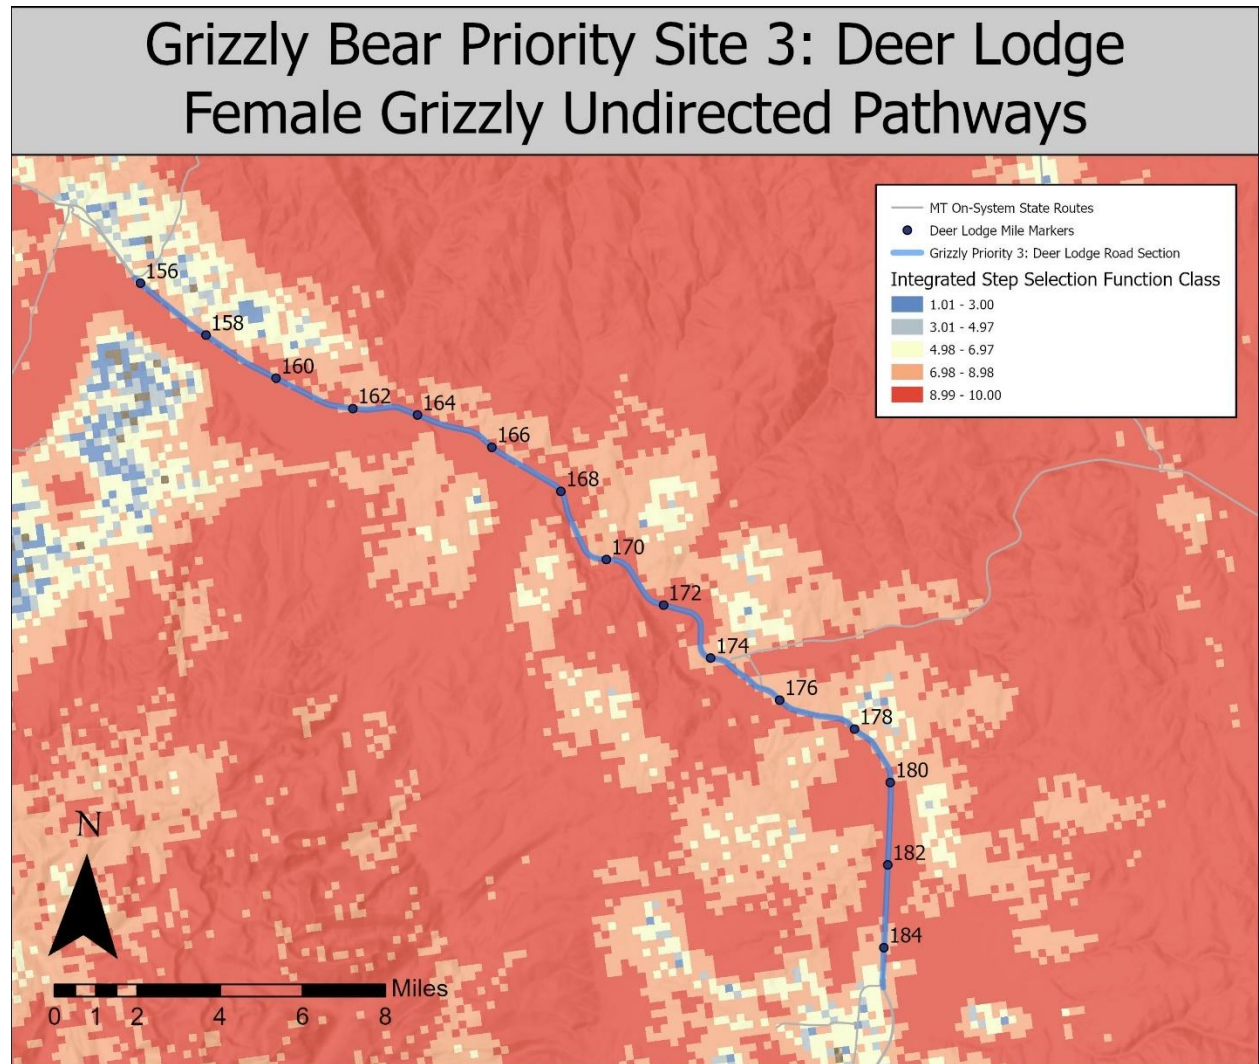 Grizzly Bear Priority Site 3: Deer Lodge
Female Grizzly Undirected Pathways
MT On-System State Routes
Deer Lodge Mile Markers
Grizzly Priority 3: Deer Lodge Road Section
Integrated Step Selection Function Class
1.01 - 3.00
3.01 - 4.97
4.98 - 6.97
6.98 - 8.98
8.99 - 10.00
156
158
160
162
164
166
168
170
172
174
176
178
180
182
184
N
Miles
0 1 2 4 6 8